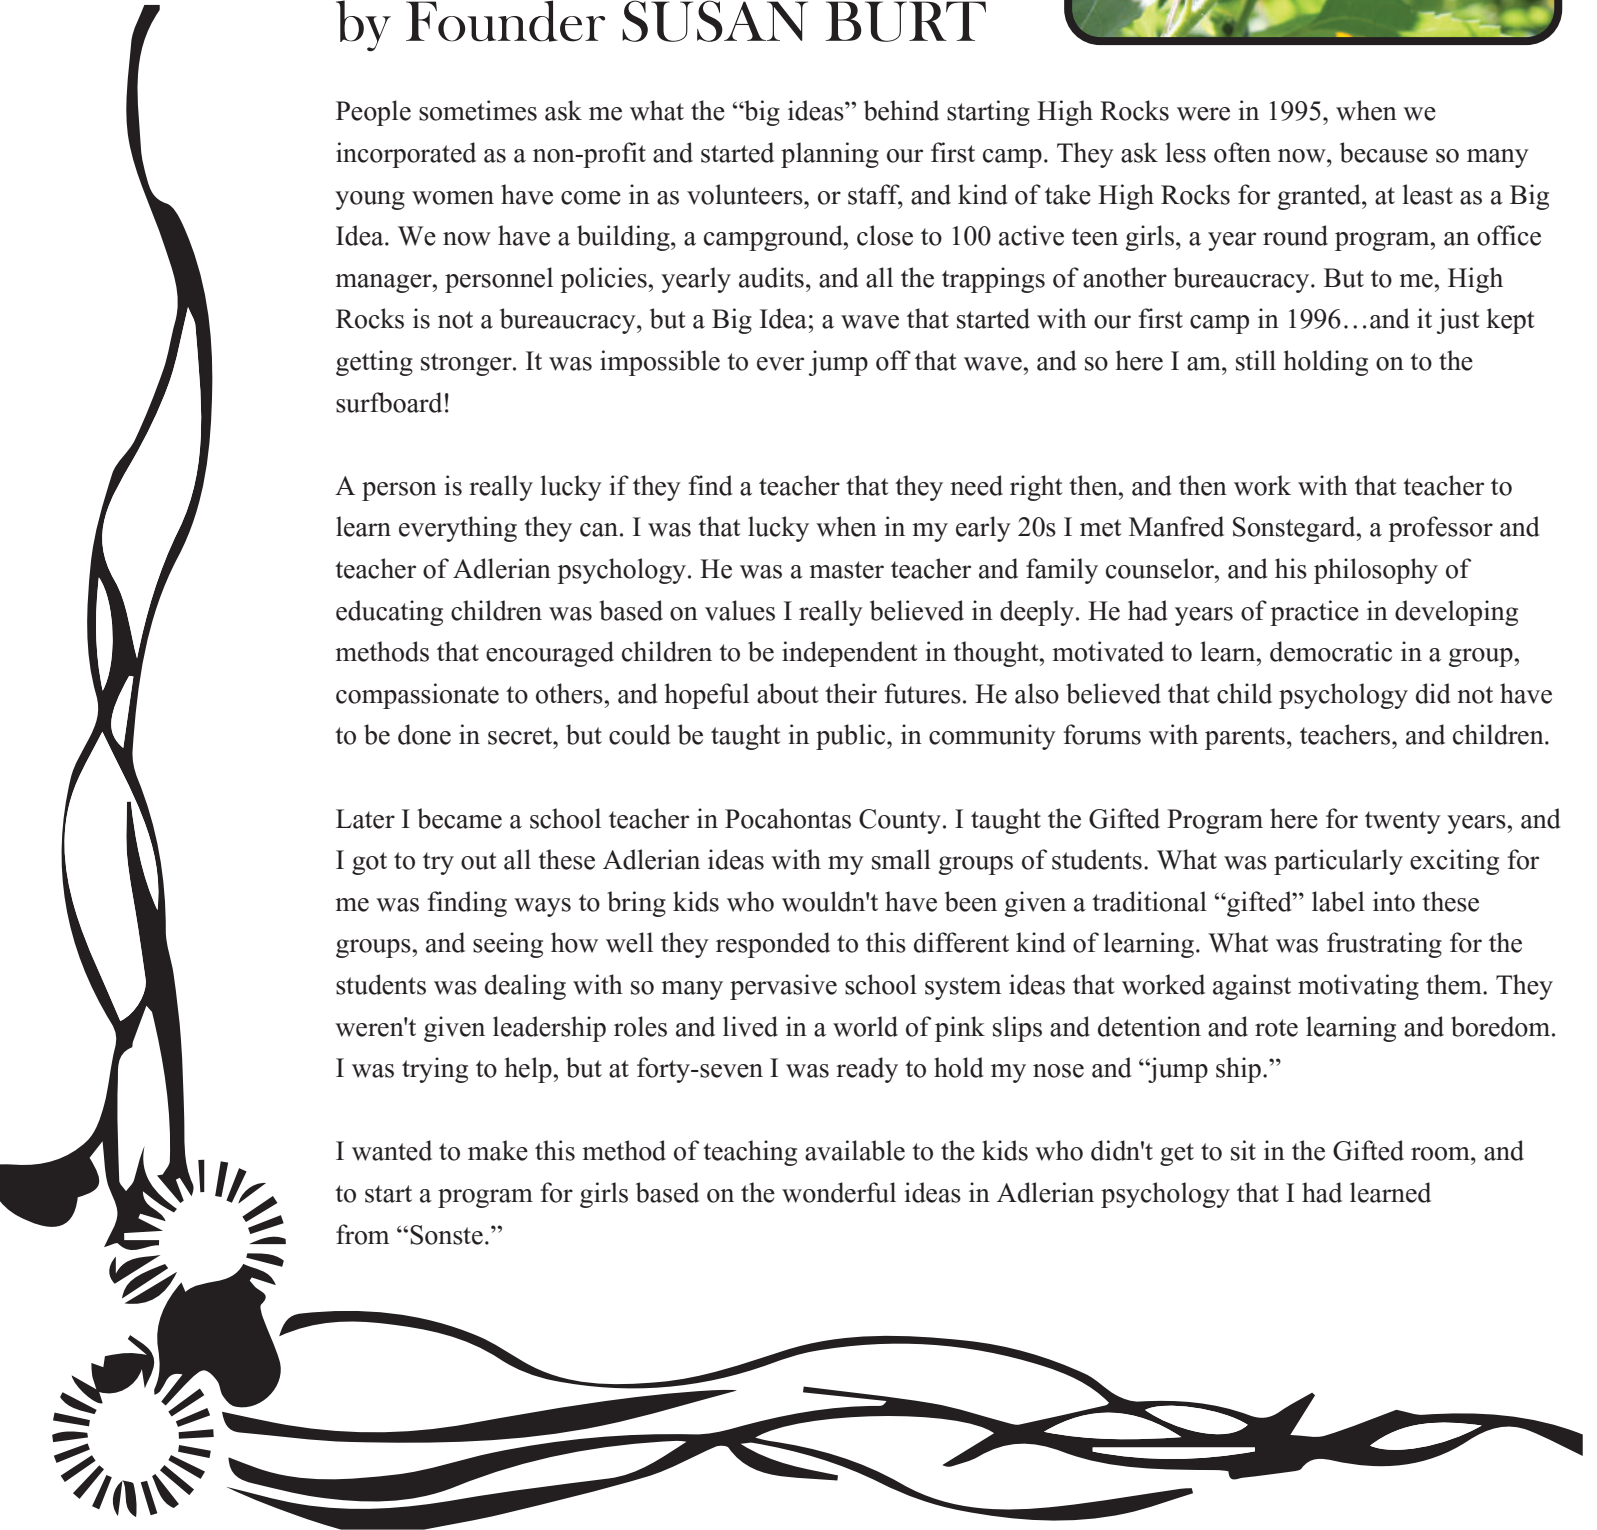 by Founder SUSAN BURT
People sometimes ask me what the “big ideas” behind starting High Rocks were in 1995, when we
incorporated as a non-profit and started planning our first camp. They ask less often now, because so many
young women have come in as volunteers, or staff, and kind of take High Rocks for granted, at least as a Big
Idea. We now have a building, a campground, close to 100 active teen girls, a year round program, an office
manager, personnel policies, yearly audits, and all the trappings of another bureaucracy. But to me, High
Rocks is not a bureaucracy, but a Big Idea; a wave that started with our first camp in 1996…and it just kept
getting stronger. It was impossible to ever jump off that wave, and so here I am, still holding on to the
surfboard!
A person is really lucky if they find a teacher that they need right then, and then work with that teacher to
learn everything they can. I was that lucky when in my early 20s I met Manfred Sonstegard, a professor and
teacher of Adlerian psychology. He was a master teacher and family counselor, and his philosophy of
educating children was based on values I really believed in deeply. He had years of practice in developing
methods that encouraged children to be independent in thought, motivated to learn, democratic in a group,
compassionate to others, and hopeful about their futures. He also believed that child psychology did not have
to be done in secret, but could be taught in public, in community forums with parents, teachers, and children.
Later I became a school teacher in Pocahontas County. I taught the Gifted Program here for twenty years, and
I got to try out all these Adlerian ideas with my small groups of students. What was particularly exciting for
me was finding ways to bring kids who wouldn't have been given a traditional “gifted” label into these
groups, and seeing how well they responded to this different kind of learning. What was frustrating for the
students was dealing with so many pervasive school system ideas that worked against motivating them. They
weren't given leadership roles and lived in a world of pink slips and detention and rote learning and boredom.
I was trying to help, but at forty-seven I was ready to hold my nose and “jump ship.”
I wanted to make this method of teaching available to the kids who didn't get to sit in the Gifted room, and
to start a program for girls based on the wonderful ideas in Adlerian psychology that I had learned
from “Sonste.”